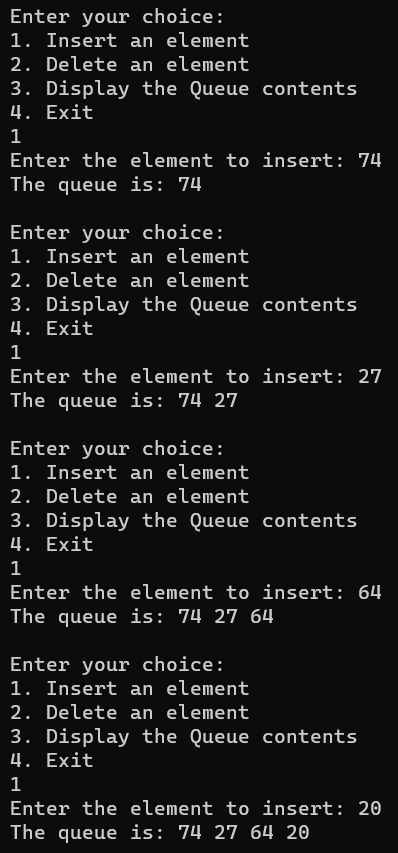 Enter your choice:
1. Insert an element
2. Delete an element
3. Display the Queue contents
4. Exit
1
Enter the element to insert: 74
The queue is: 74
Enter your choice:
1. Insert an element
2. Delete an element
3. Display the Queue contents
4. Exit
1
Enter the element to insert: 27
The queue is: 74 27
Enter your choice:
1. Insert an element
2. Delete an element
3. Display the Queue contents
4. Exit
1
Enter the element to insert: 64
The queue is: 74 27 64
Enter your choice:
1. Insert an element
2. Delete an element
3. Display the Queue contents
4. Exit
1
Enter the element to insert: 20
The queue is: 74 27 64 20